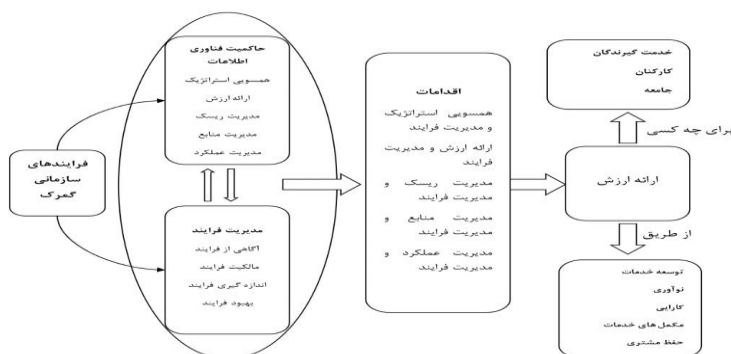 فرایندهای
سازمانی
گمرک
حاکمیت فناوری
اطلاعات
همسویی استراتژیک
ارائه ارزش
مدیریت ریسک
مدیریت منابع
مدیریت عملکرد
مدیریت فرایند
آگاهی از فرایند
مالکیت فرایند
اندازه گیری فرایند
بهبود فرایند
اقدامات
همسویی استراتژیک
و مدیریت فرایند
ارائه ارزش و مدیریت
فرایند
مدیریت ریسک و
مدیریت فرایند
مدیریت منابع و
مدیریت فرایند
مدیریت عملکرد و
مدیریت فرایند
خدمت گیرندگان
کارکنان
جامعه
برای چه کسی
ارائه ارزش
از طریق
توسعه خدمات
نوآوری
کارایی
مکمل های خدمات
حفظ مشتری